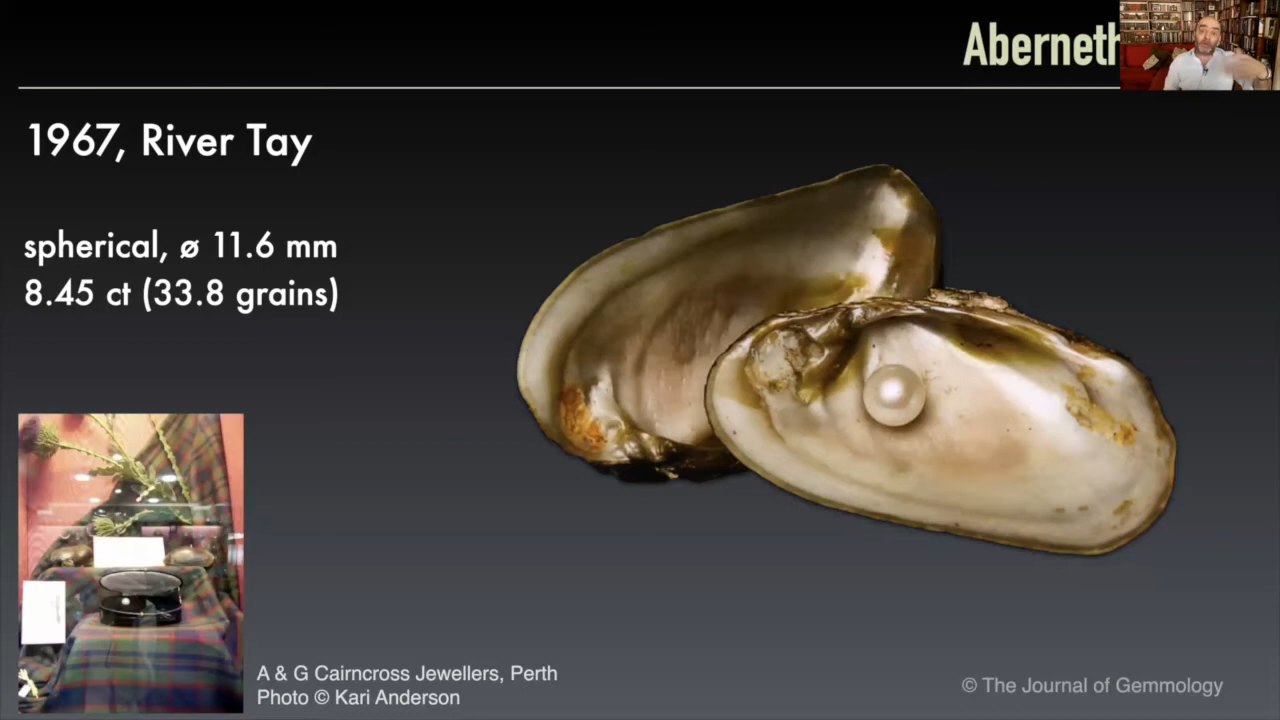 Aberneth
1967, River Tay
spherical, ø 11.6 mm
8.45 ct (33.8 grains)
A & G Cairncross Jewellers, Perth
Photo © Kari Anderson
© The Journal of Gemmology